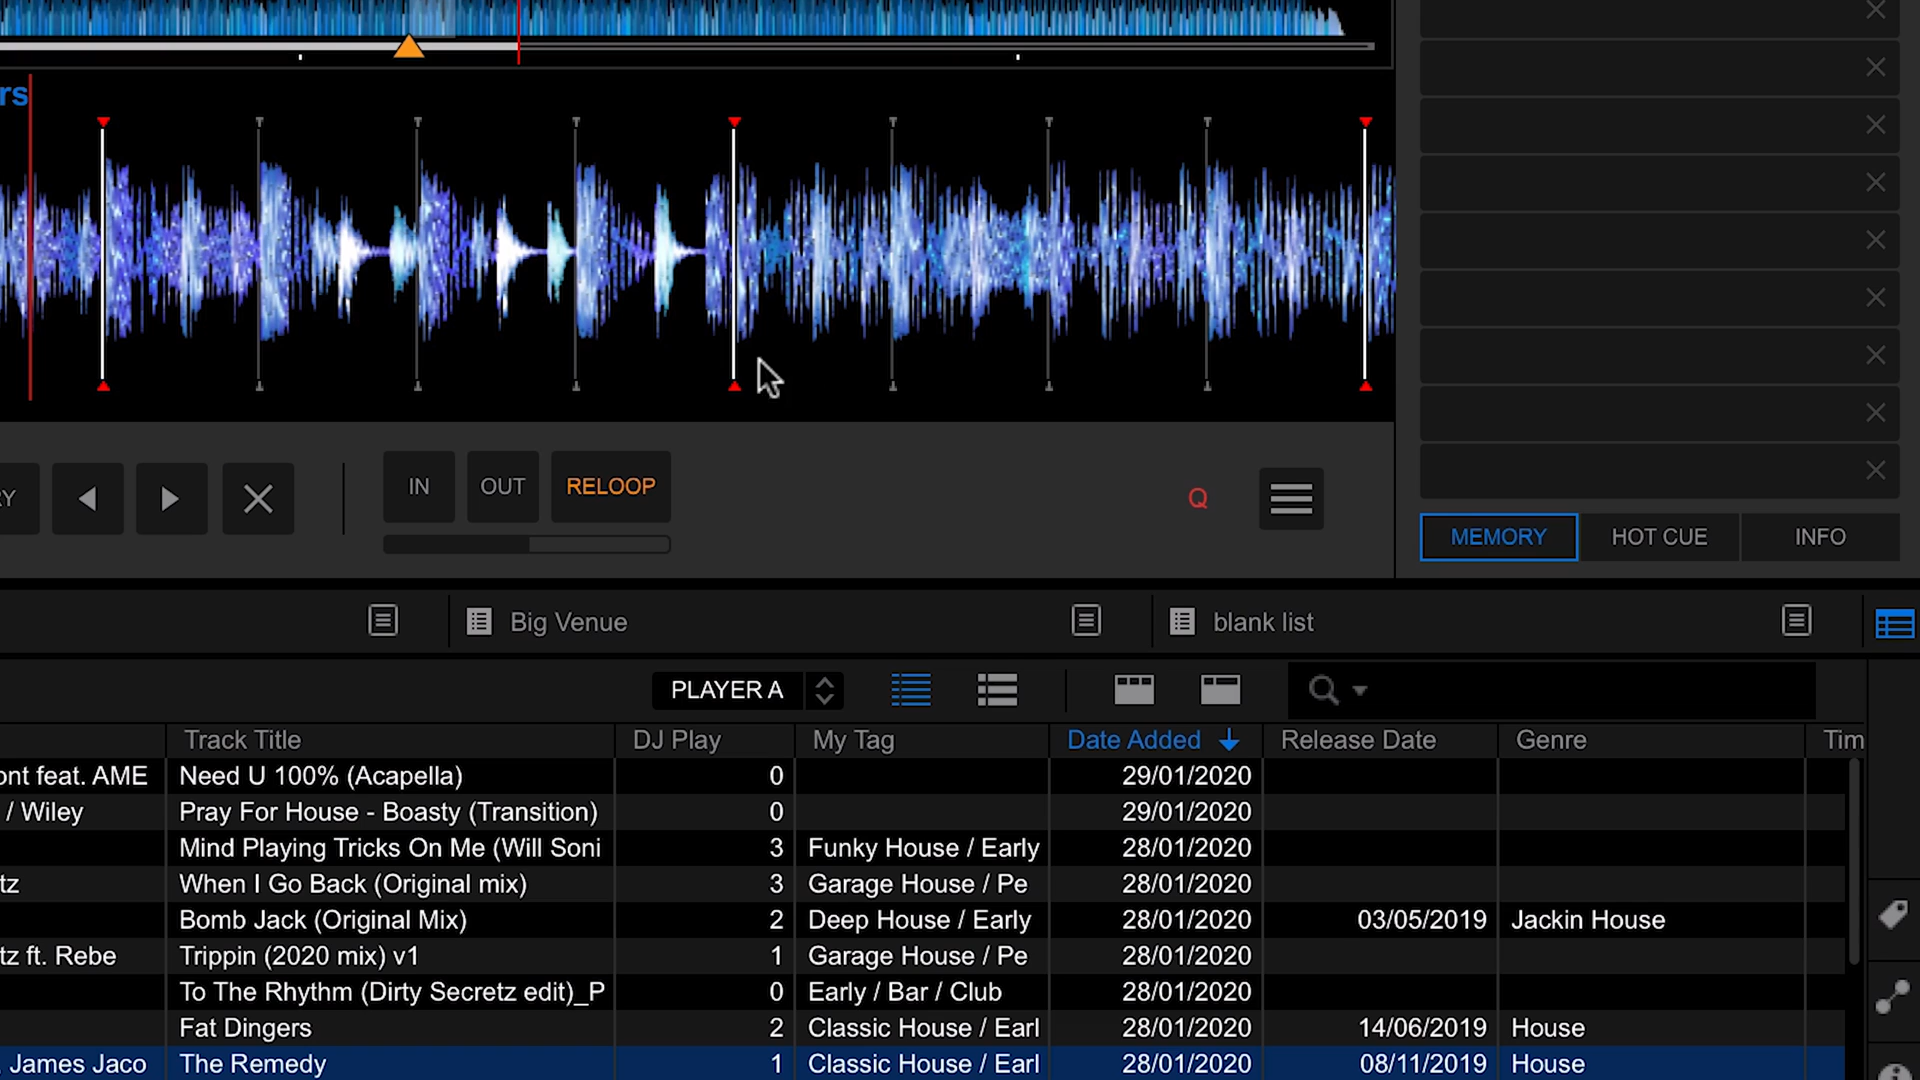 rs
RY
IN OUT RELOOP
Q
MEMORY HOT CUE INFO
Big Venue
blank list
PLAYER A
Track Title DJ Play My Tag Date Added Release Date Genre Tim
ont feat. AME Need U 100% (Acapella) 0 29/01/2020
/ Wiley Pray For House - Boasty (Transition) 0 29/01/2020
Mind Playing Tricks On Me (Will Soni 3 Funky House / Early 28/01/2020
tz When I Go Back (Original mix) 3 Garage House / Pe 28/01/2020
Bomb Jack (Original Mix) 2 Deep House / Early 28/01/2020 03/05/2019 Jackin House
tz ft. Rebe Trippin (2020 mix) v1 1 Garage House / Pe 28/01/2020
To The Rhythm (Dirty Secretz edit)_P 0 Early / Bar / Club 28/01/2020
Fat Dingers 2 Classic House / Earl 28/01/2020 14/06/2019 House
James Jaco The Remedy 1 Classic House / Earl 28/01/2020 08/11/2019 House